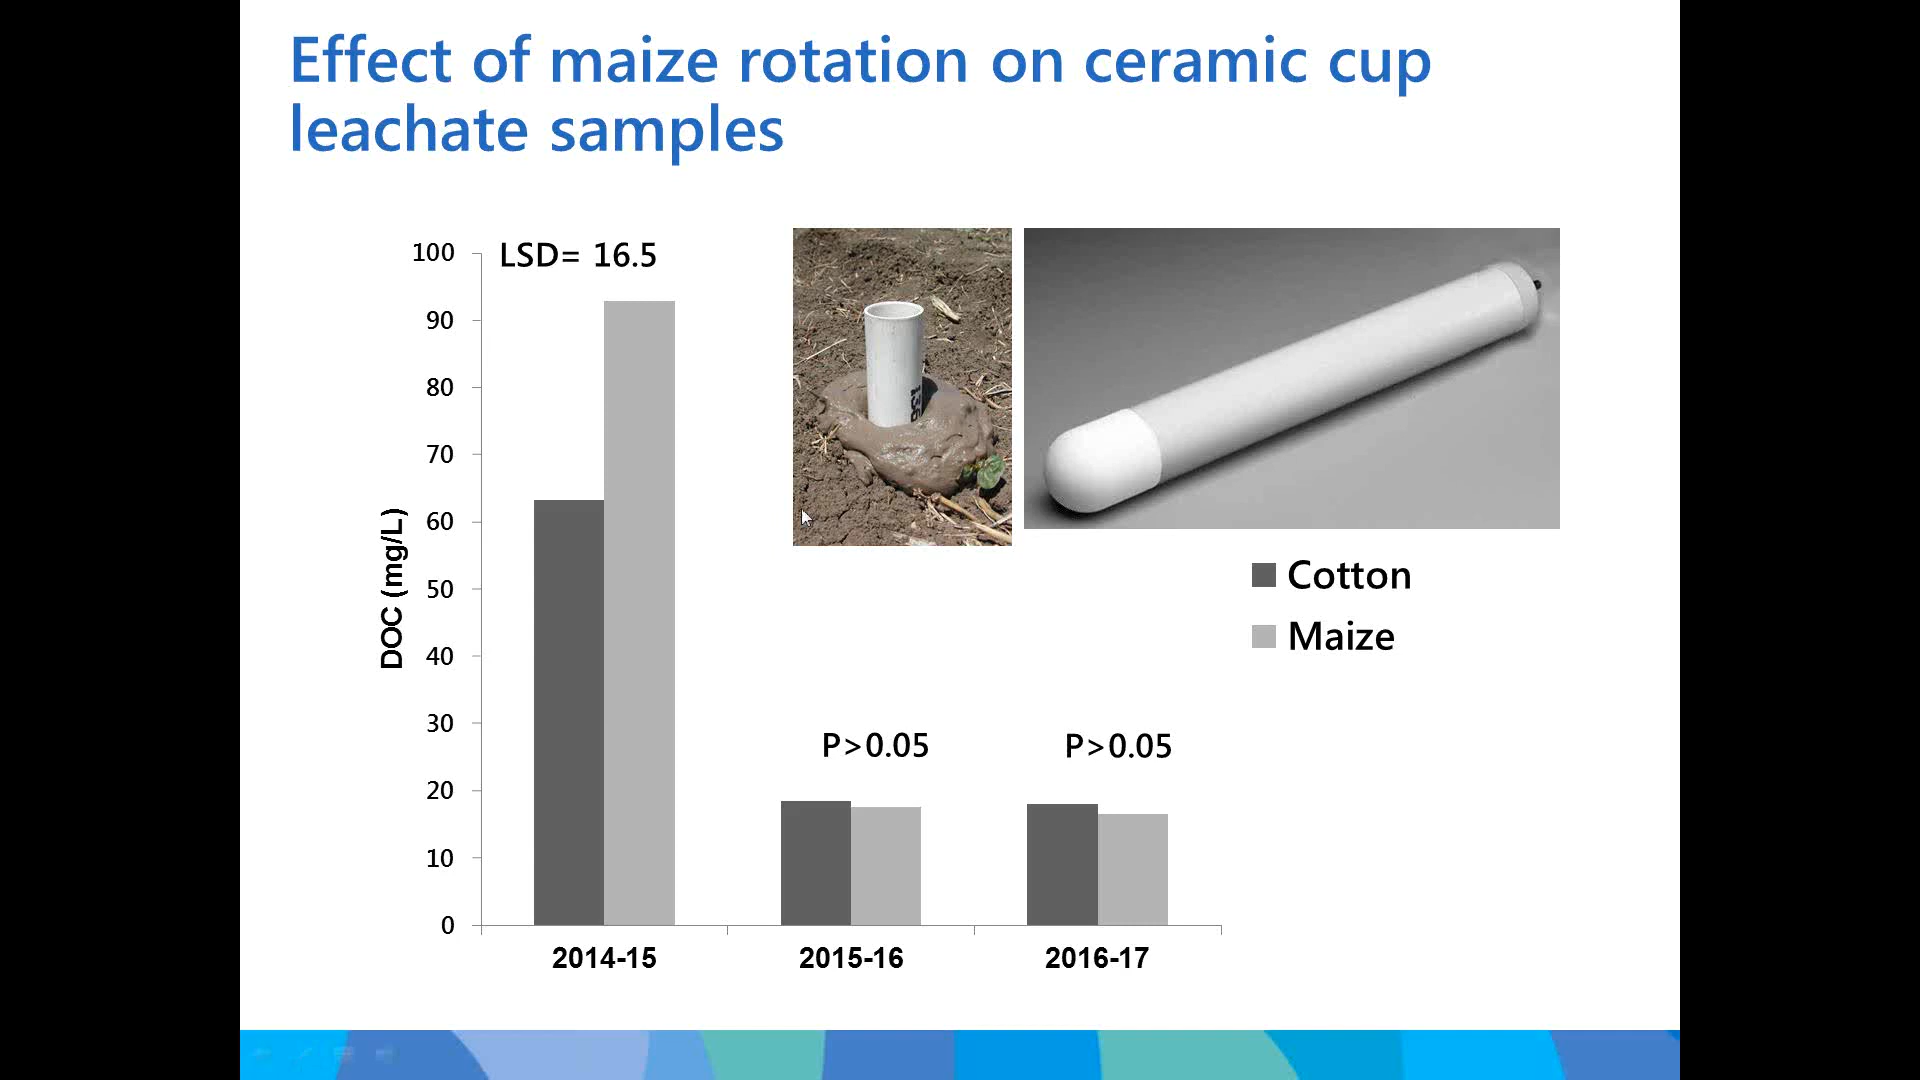 Effect of maize rotation on ceramic cup
leachate samples
LSD= 16.5
100
90
80
70
60
50
40
30
20
10
0
DOC (mg/L)
136
Cotton
Maize
P>0.05
P>0.05
2014-15
2015-16
2016-17